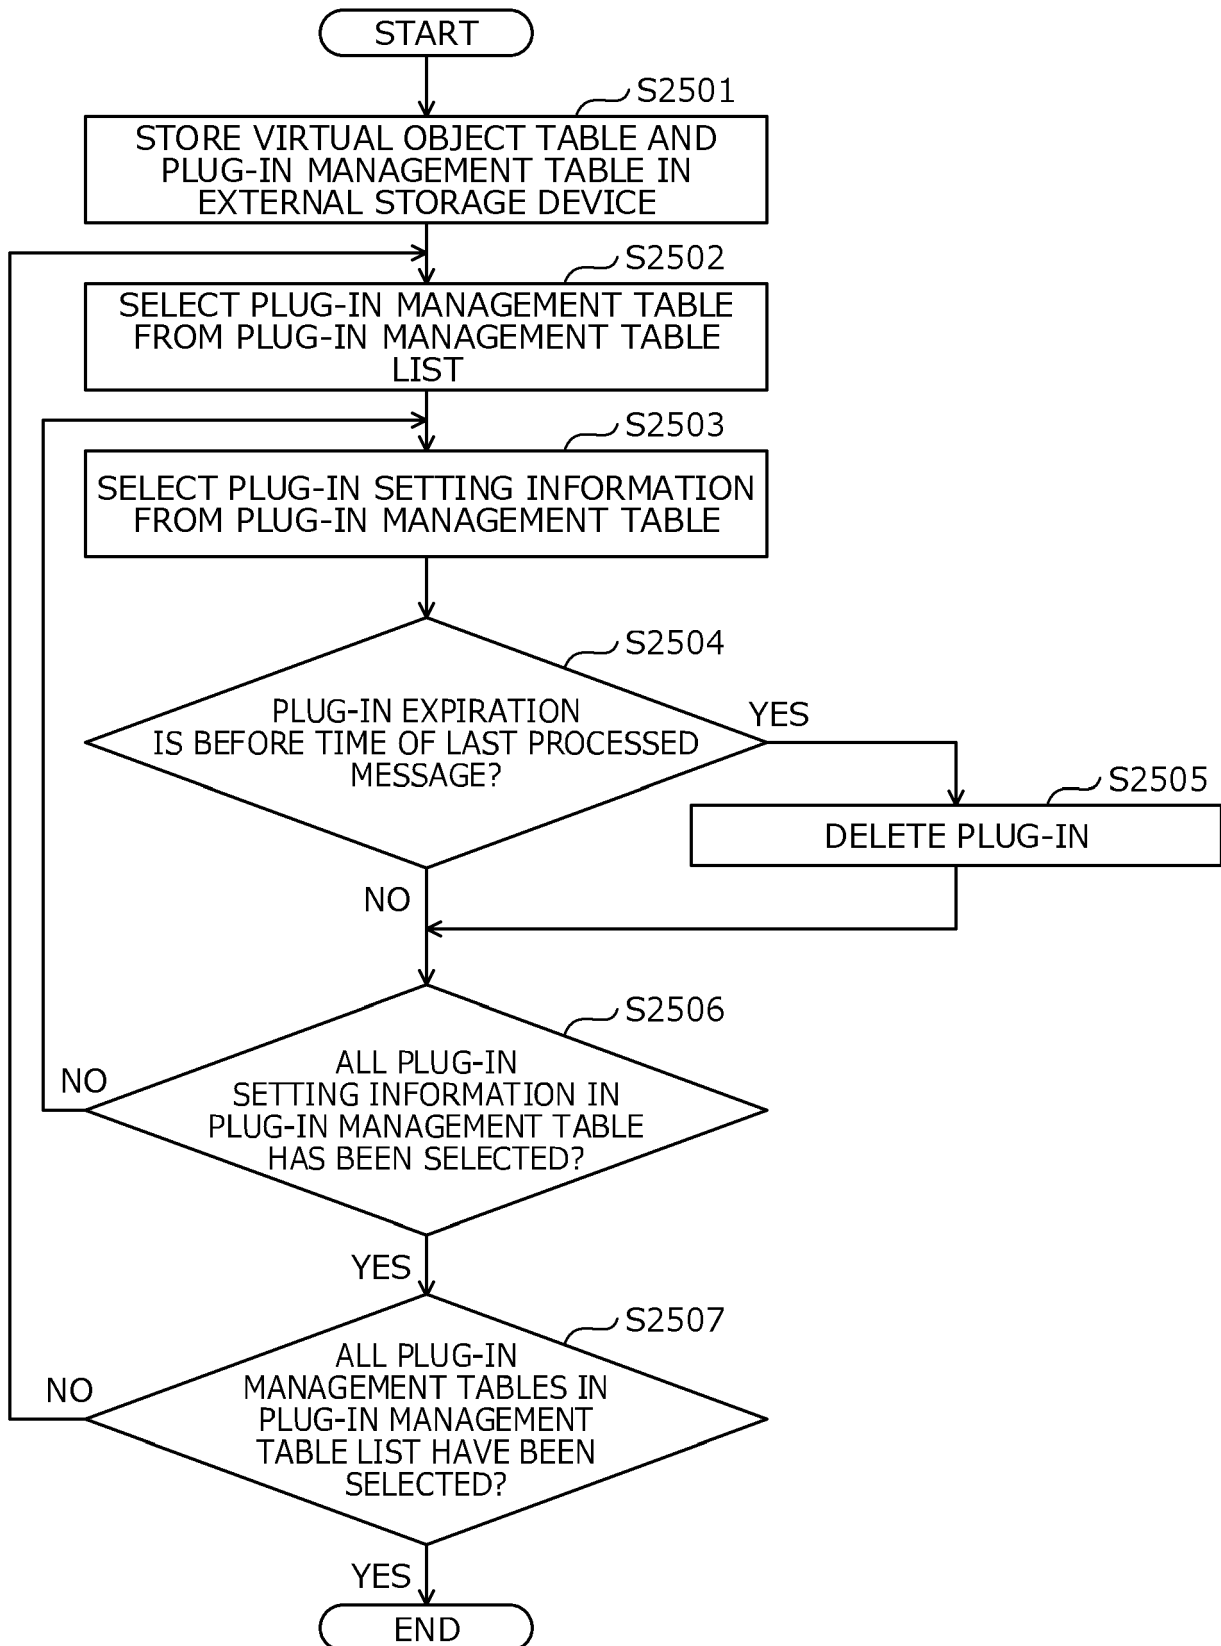 START
S2501
STORE VIRTUAL OBJECT TABLE AND
PLUG-IN MANAGEMENT TABLE IN
EXTERNAL STORAGE DEVICE
S2502
SELECT PLUG-IN MANAGEMENT TABLE
FROM PLUG-IN MANAGEMENT TABLE
LIST
S2503
SELECT PLUG-IN SETTING INFORMATION
FROM PLUG-IN MANAGEMENT TABLE
S2504
PLUG-IN EXPIRATION
IS BEFORE TIME OF LAST PROCESSED
MESSAGE?
YES
S2505
DELETE PLUG-IN
NO
S2506
ALL PLUG-IN
SETTING INFORMATION IN
PLUG-IN MANAGEMENT TABLE
HAS BEEN SELECTED?
NO
YES
S2507
ALL PLUG-IN
MANAGEMENT TABLES IN
PLUG-IN MANAGEMENT
TABLE LIST HAVE BEEN
SELECTED?
NO
YES
END